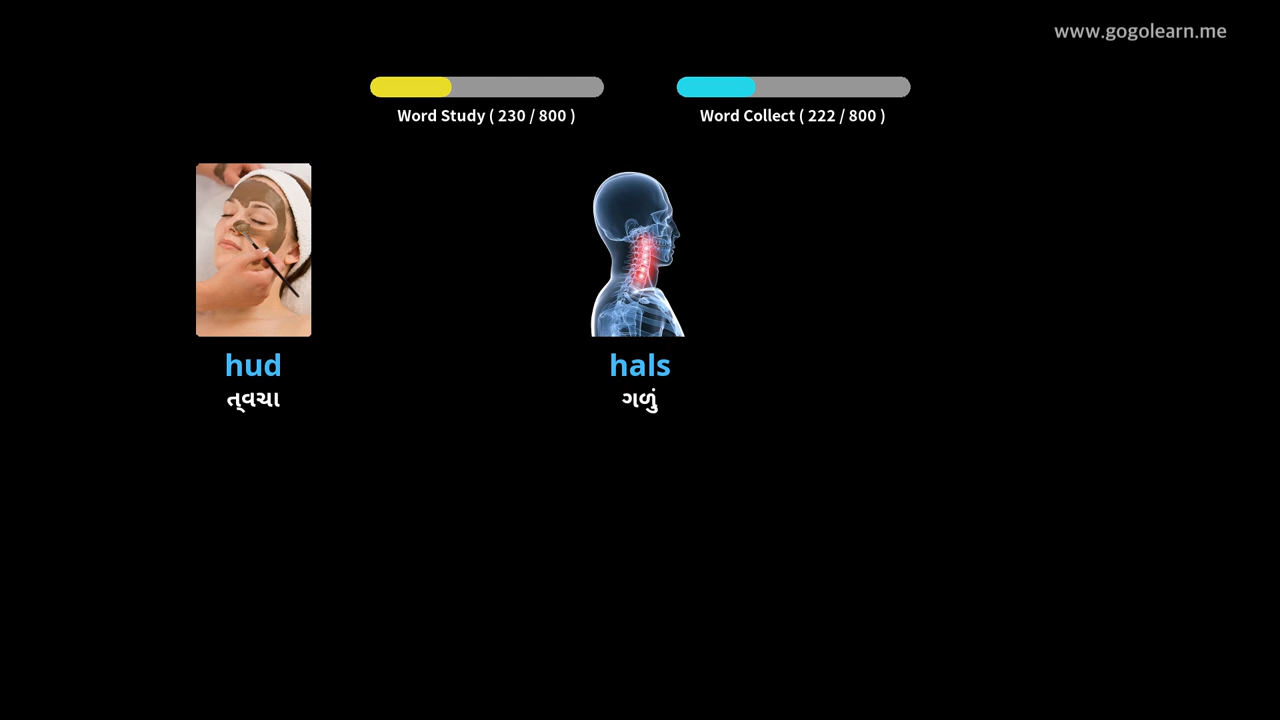 www.gogolearn.me
Word Study ( 230 / 800 )
Word Collect ( 222 / 800 )
hud
ત્વચા
hals
ગળું